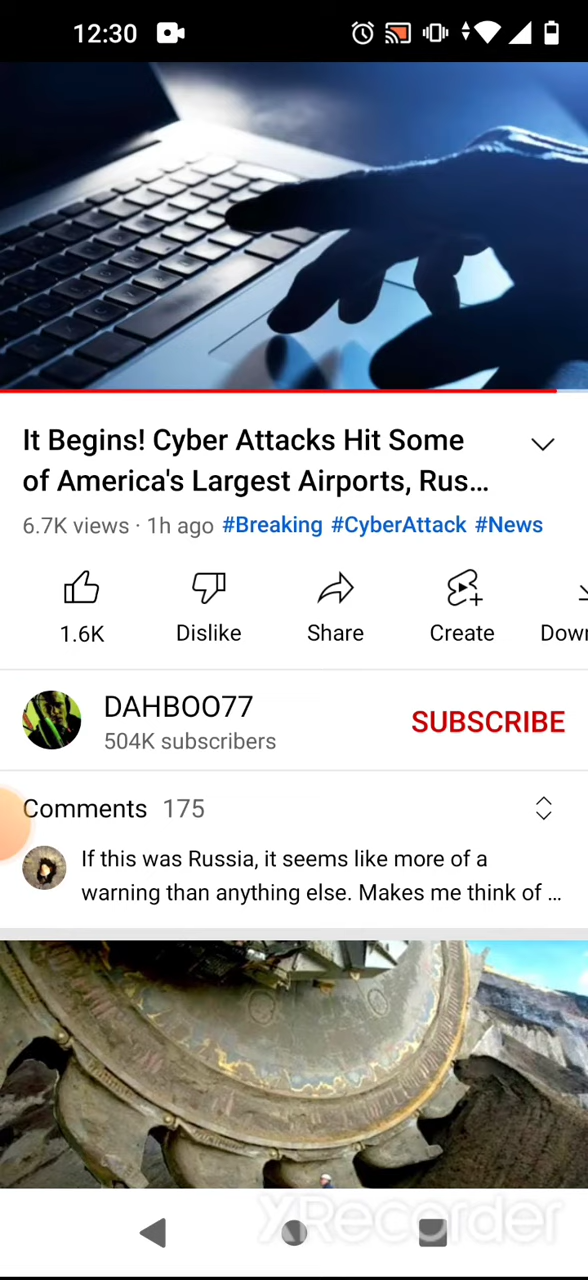 12:30
It Begins! Cyber Attacks Hit Some
of America's Largest Airports, Rus...
6.7K views · 1h ago #Breaking #CyberAttack #News
1.6K
Dislike
Share
Create
Down
DAHBOO77
504K subscribers
SUBSCRIBE
Comments 175
If this was Russia, it seems like more of a
warning than anything else. Makes me think of ...
XRecorder